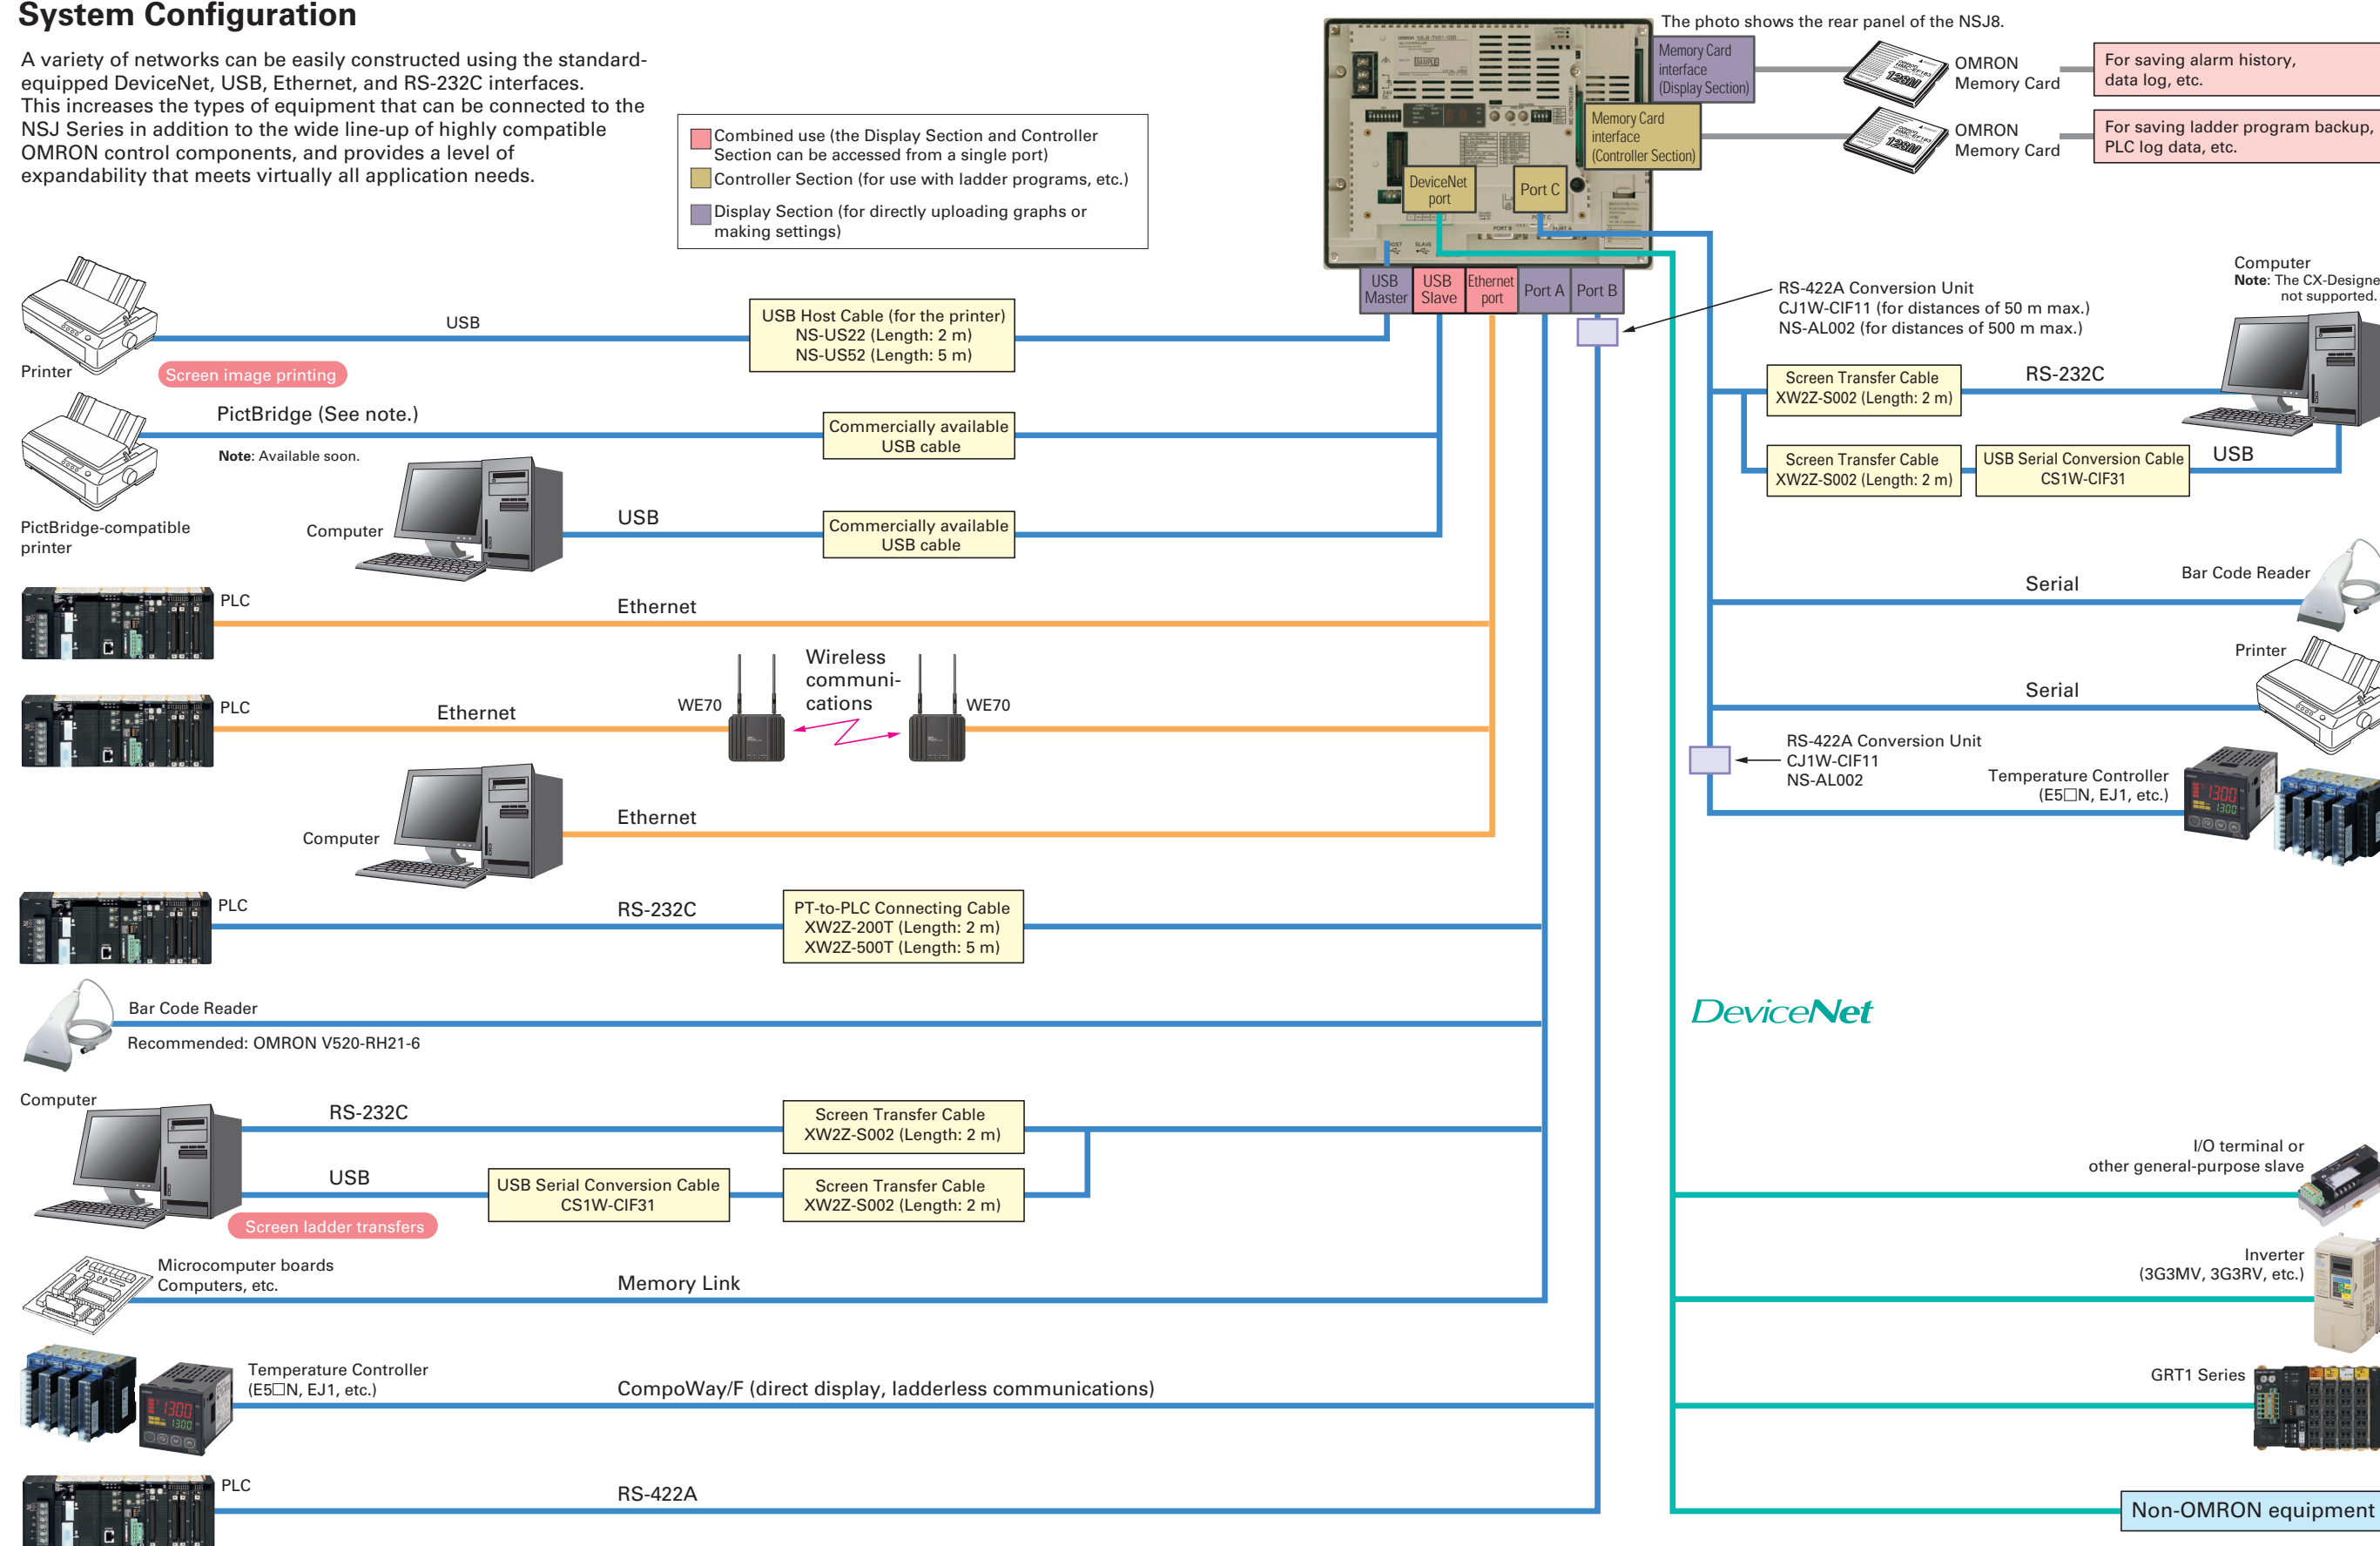 System Configuration
A variety of networks can be easily constructed using the standard-
equipped DeviceNet, USB, Ethernet, and RS-232C interfaces.
This increases the types of equipment that can be connected to the
NSJ Series in addition to the wide line-up of highly compatible
OMRON control components, and provides a level of
expandability that meets virtually all application needs.
Combined use (the Display Section and Controller
Section can be accessed from a single port)
Controller Section (for use with ladder programs, etc.)
Display Section (for directly uploading graphs or
making settings)
The photo shows the rear panel of the NSJ8.
Memory Card
interface
(Display Section)
OMRON
Memory Card
For saving alarm history,
data log, etc.
Memory Card
interface
(Controller Section)
OMRON
Memory Card
For saving ladder program backup,
PLC log data, etc.
128M
128M
SAMPLE
DeviceNet
port
Port C
PORT C
PORT B
PORT A
SLAVE
USB
Master
USB
Slave
Ethernet
port
Port A
Port B
Printer
USB
Screen image printing
USB Host Cable (for the printer)
NS-US22 (Length: 2 m)
NS-US52 (Length: 5 m)
PictBridge (See note.)
Note: Available soon.
PictBridge-compatible
printer
Commercially available
USB cable
Computer
USB
Commercially available
USB cable
PLC
Ethernet
PLC
Ethernet
WE70
Wireless
communi-
cations
WE70
Computer
Ethernet
PLC
RS-232C
PT-to-PLC Connecting Cable
XW2Z-200T (Length: 2 m)
XW2Z-500T (Length: 5 m)
Bar Code Reader
Recommended: OMRON V520-RH21-6
Computer
RS-232C
Screen Transfer Cable
XW2Z-S002 (Length: 2 m)
USB
USB Serial Conversion Cable
CS1W-CIF31
Screen Transfer Cable
XW2Z-S002 (Length: 2 m)
Screen ladder transfers
Microcomputer boards
Computers, etc.
Memory Link
Temperature Controller
(E5□N, EJ1, etc.)
1300
1300
CompoWay/F (direct display, ladderless communications)
PLC
RS-422A
RS-422A Conversion Unit
CJ1W-CIF11 (for distances of 50 m max.)
NS-AL002 (for distances of 500 m max.)
Computer
Note: The CX-Designe
not supported.
Screen Transfer Cable
XW2Z-S002 (Length: 2 m)
RS-232C
Screen Transfer Cable
XW2Z-S002 (Length: 2 m)
USB Serial Conversion Cable
CS1W-CIF31
USB
Serial
Bar Code Reader
Serial
Printer
RS-422A Conversion Unit
CJ1W-CIF11
NS-AL002
Temperature Controller
(E5□N, EJ1, etc.)
1300
1300
DeviceNet
I/O terminal or
other general-purpose slave
Inverter
(3G3MV, 3G3RV, etc.)
GRT1 Series
Non-OMRON equipment